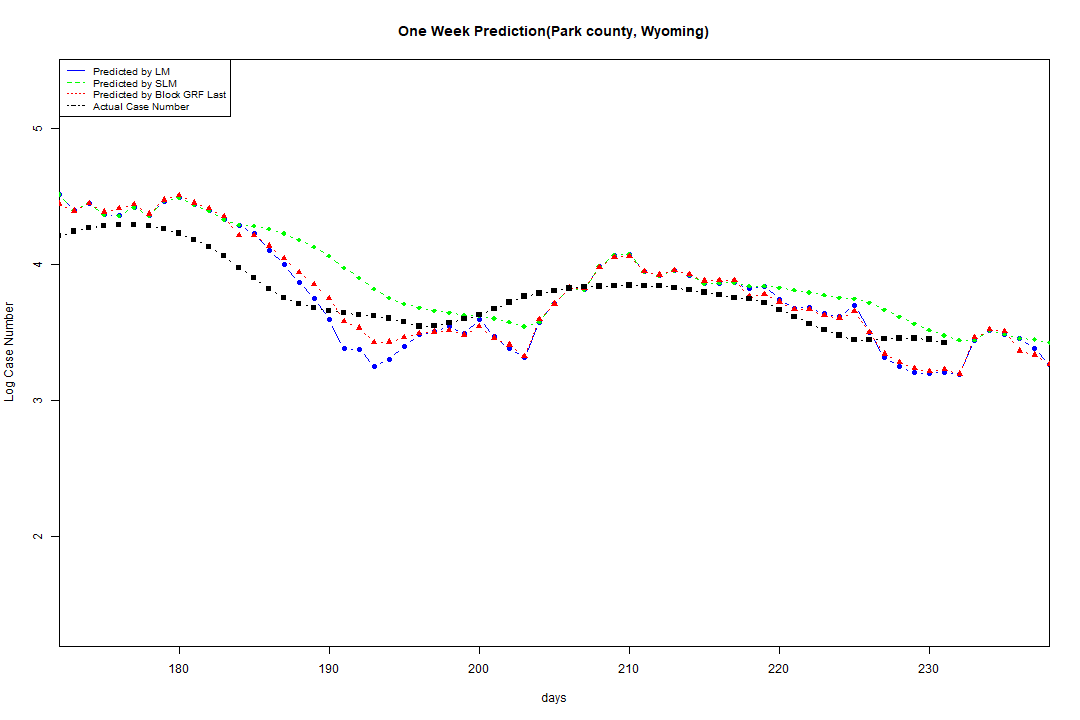 One Week Prediction(Park county, Wyoming)
Predicted by LM
Predicted by SLM
Predicted by Block GRF Last
Actual Case Number
5
4
3
2
Log Case Number
180 190 200 210 220 230
days